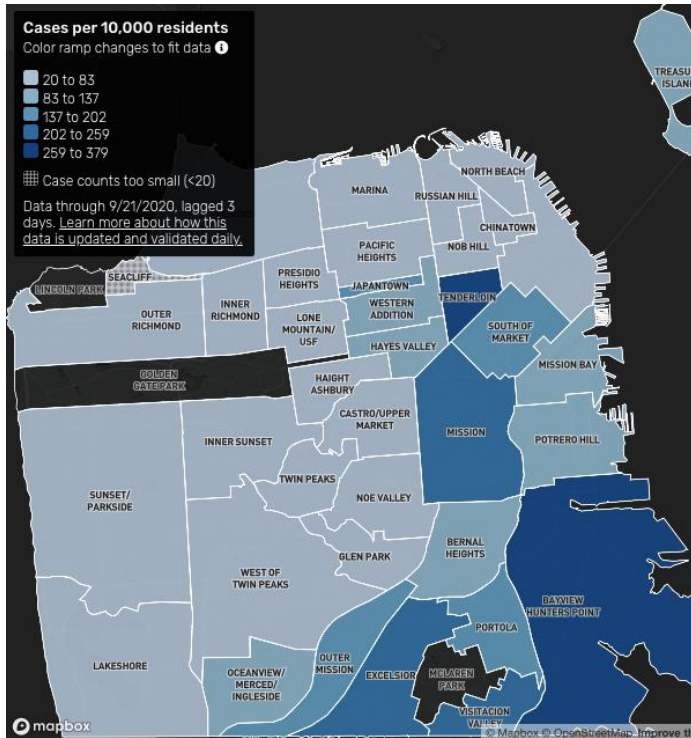 Cases per 10,000 residents
Color ramp changes to fit data
20 to 83
83 to 137
137 to 202
202 to 259
259 to 379
Case counts too small (<20)
Data through 9/21/2020, lagged 3
days. Learn more about how this
data is updated and validated daily.
TREASU
ISLAN
NORTH BEACH
MARINA
RUSSIAN HILL
CHINATOWN
PACIFIC
HEIGHTS
NOB HILL
SEACLIFF
LINCOLN PARK
PRESIDIO
HEIGHTS
JAPANTOWN
TENDERLOIN
OUTER
RICHMOND
INNER
RICHMOND
WESTERN
ADDITION
LONE
MOUNTAIN/
USF
SOUTH OF
MARKET
HAYES VALLEY
MISSION BAY
GOLDEN
GATE PARK
HAIGHT
ASHBURY
CASTRO/UPPER
MARKET
INNER SUNSET
MISSION
POTRERO HILL
TWIN PEAKS
SUNSET/
PARKSIDE
NOE VALLEY
BERNAL
HEIGHTS
GLEN PARK
WEST OF
TWIN PEAKS
BAYVIEW
HUNTERS POINT
PORTOLA
LAKESHORE
OUTER
MISSION
OCEANVIEW/
MERCED/
INGLESIDE
EXCELSIOR
MCLAREN
PARK
VISITACION
VALLEY
mapbox
© Mapbox © OpenStreetMap Improve th